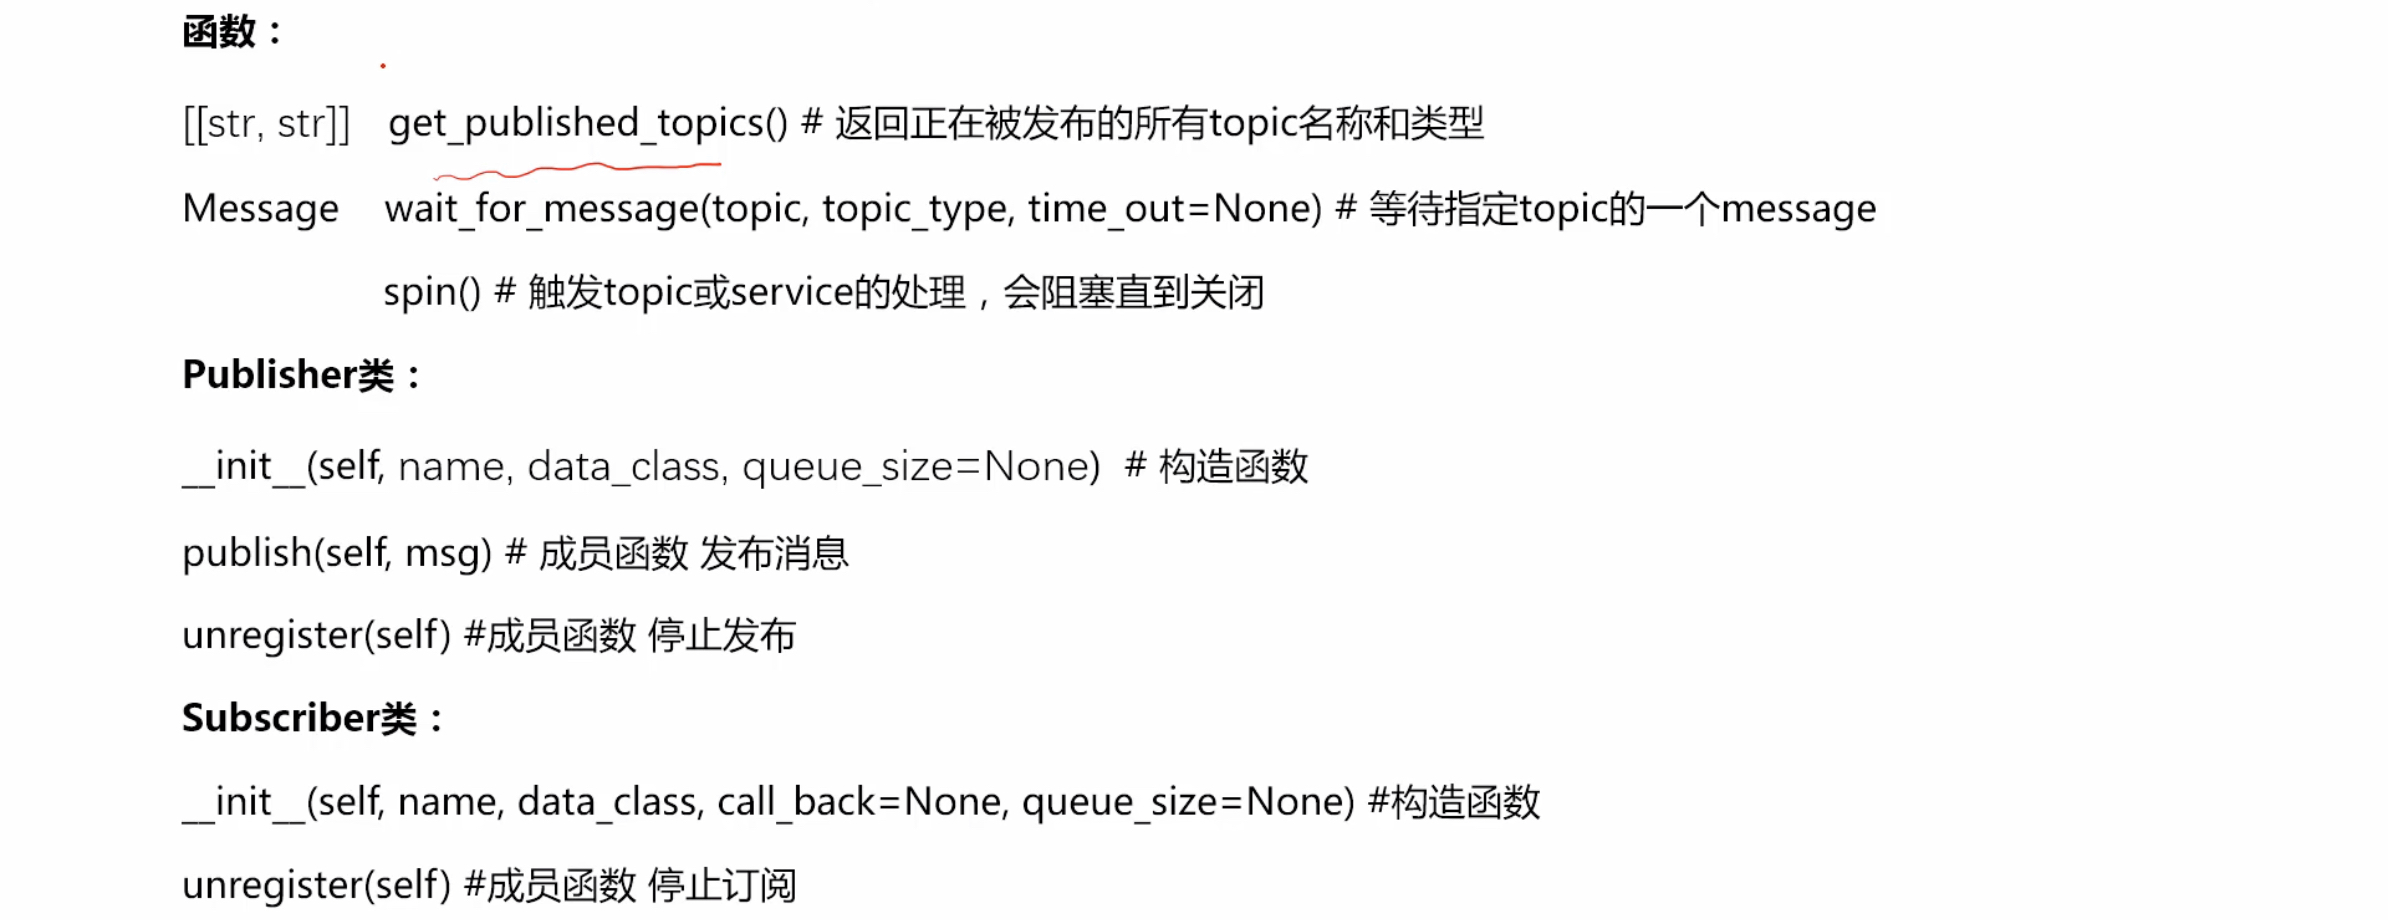 函数：
[[str, str]] get_published_topics() # 返回正在被发布的所有topic名称和类型
Message wait_for_message(topic, topic_type, time_out=None) # 等待指定topic的一个message
spin() # 触发topic或service的处理，会阻塞直到关闭
Publisher类：
__init__(self, name, data_class, queue_size=None) # 构造函数
publish(self, msg) # 成员函数 发布消息
unregister(self) #成员函数 停止发布
Subscriber类：
__init__(self, name, data_class, call_back=None, queue_size=None) #构造函数
unregister(self) #成员函数 停止订阅